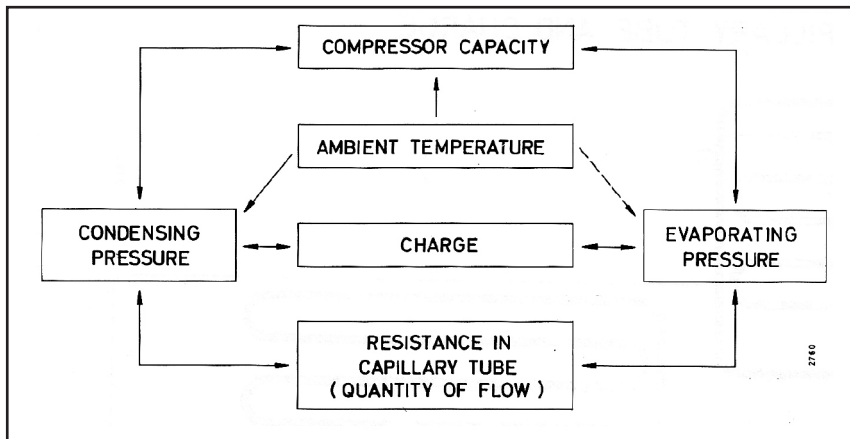 COMPRESSOR CAPACITY
AMBIENT TEMPERATURE
CONDENSING
PRESSURE
CHARGE
EVAPORATING
PRESSURE
RESISTANCE IN
CAPILLARY TUBE
( QUANTITY OF FLOW )
2760